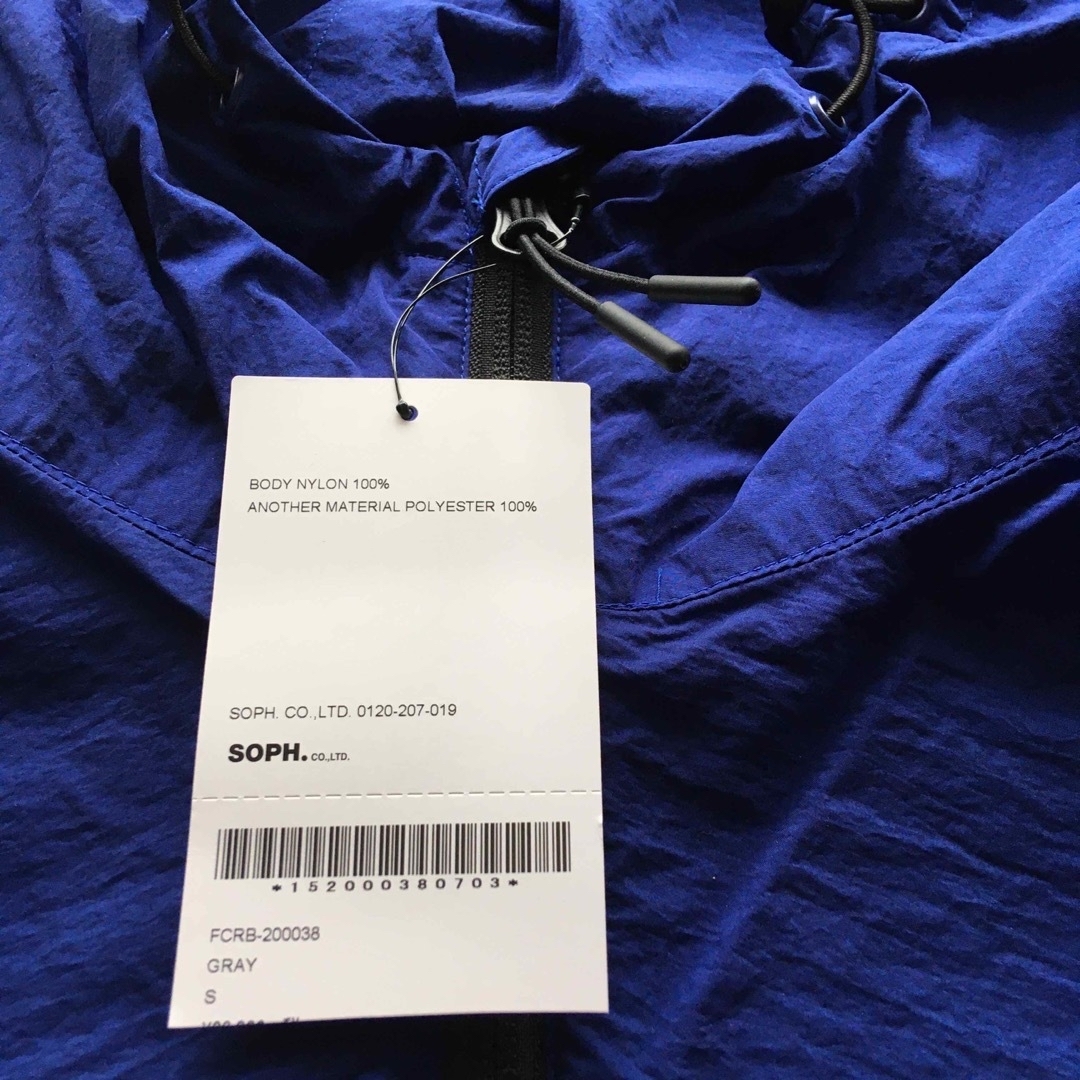 BODY NYLON 100%
ANOTHER MATERIAL POLYESTER 100%
SOPH. CO.,LTD. 0120-207-019
SOPH. CO.,LTD.
*152000380703*
FCRB-200038
GRAY
S